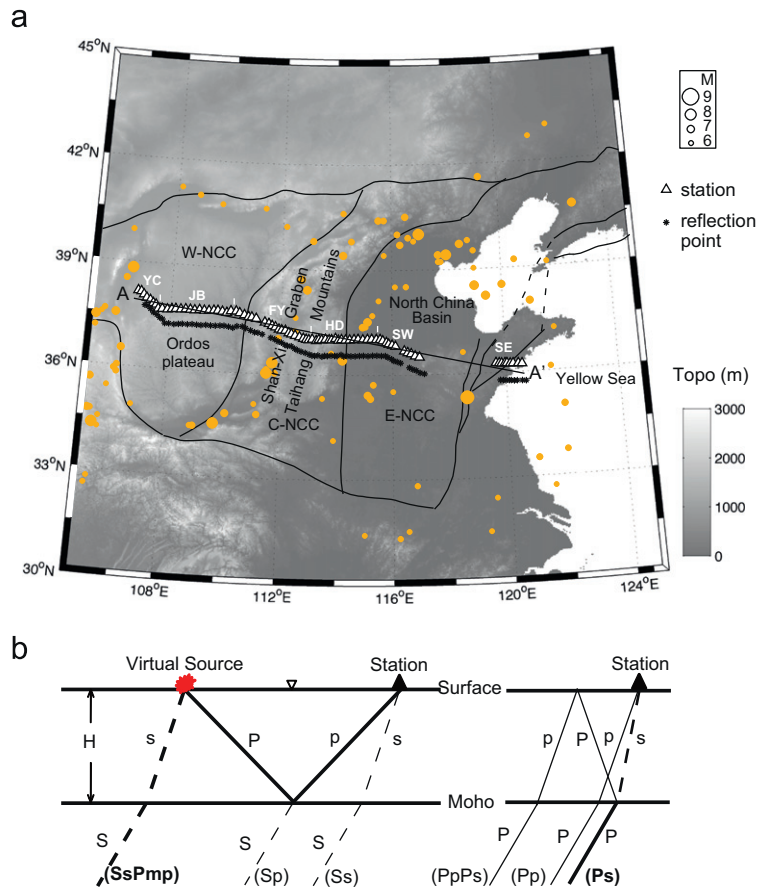 a
45°N
42°N
39°N
36°N
33°N
30°N
108°E
112°E
116°E
120°E
124°E
W-NCC
YC
A
JB
Ordos
plateau
FY
Graben
Mountains
HD
Shan-Xi
Taihang
C-NCC
North China
Basin
SW
E-NCC
SE
A'
Yellow Sea
M
9
8
7
6
station
reflection
point
Topo (m)
3000
2000
1000
0
b
Virtual Source
Station
Surface
Station
H
s
P
p
s
p
P
p
s
Moho
S
S
S
P
P
P
(SsPmp)
(Sp)
(Ss)
(PpPs)
(Pp)
(Ps)